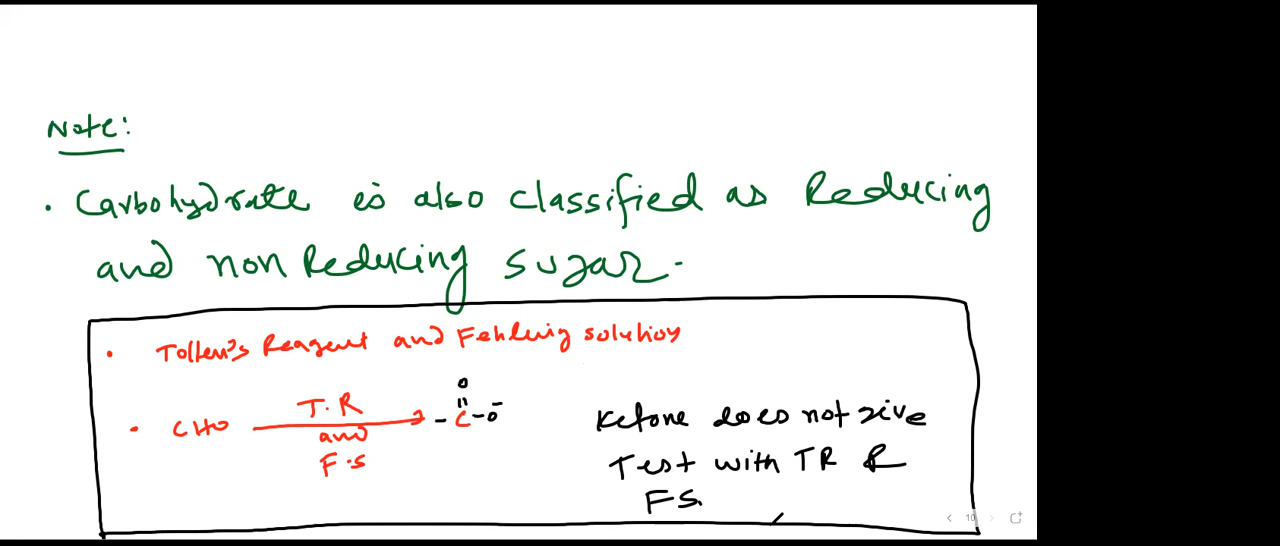 Note:
. Carbohydrate is also classified as Reducing
and non Reducing sugar.
. Tollen's Reagent and Fehling solution
. CHO T.R and F.S -C-O⁻
O
Ketone does not give
Test with TR &
FS.
10